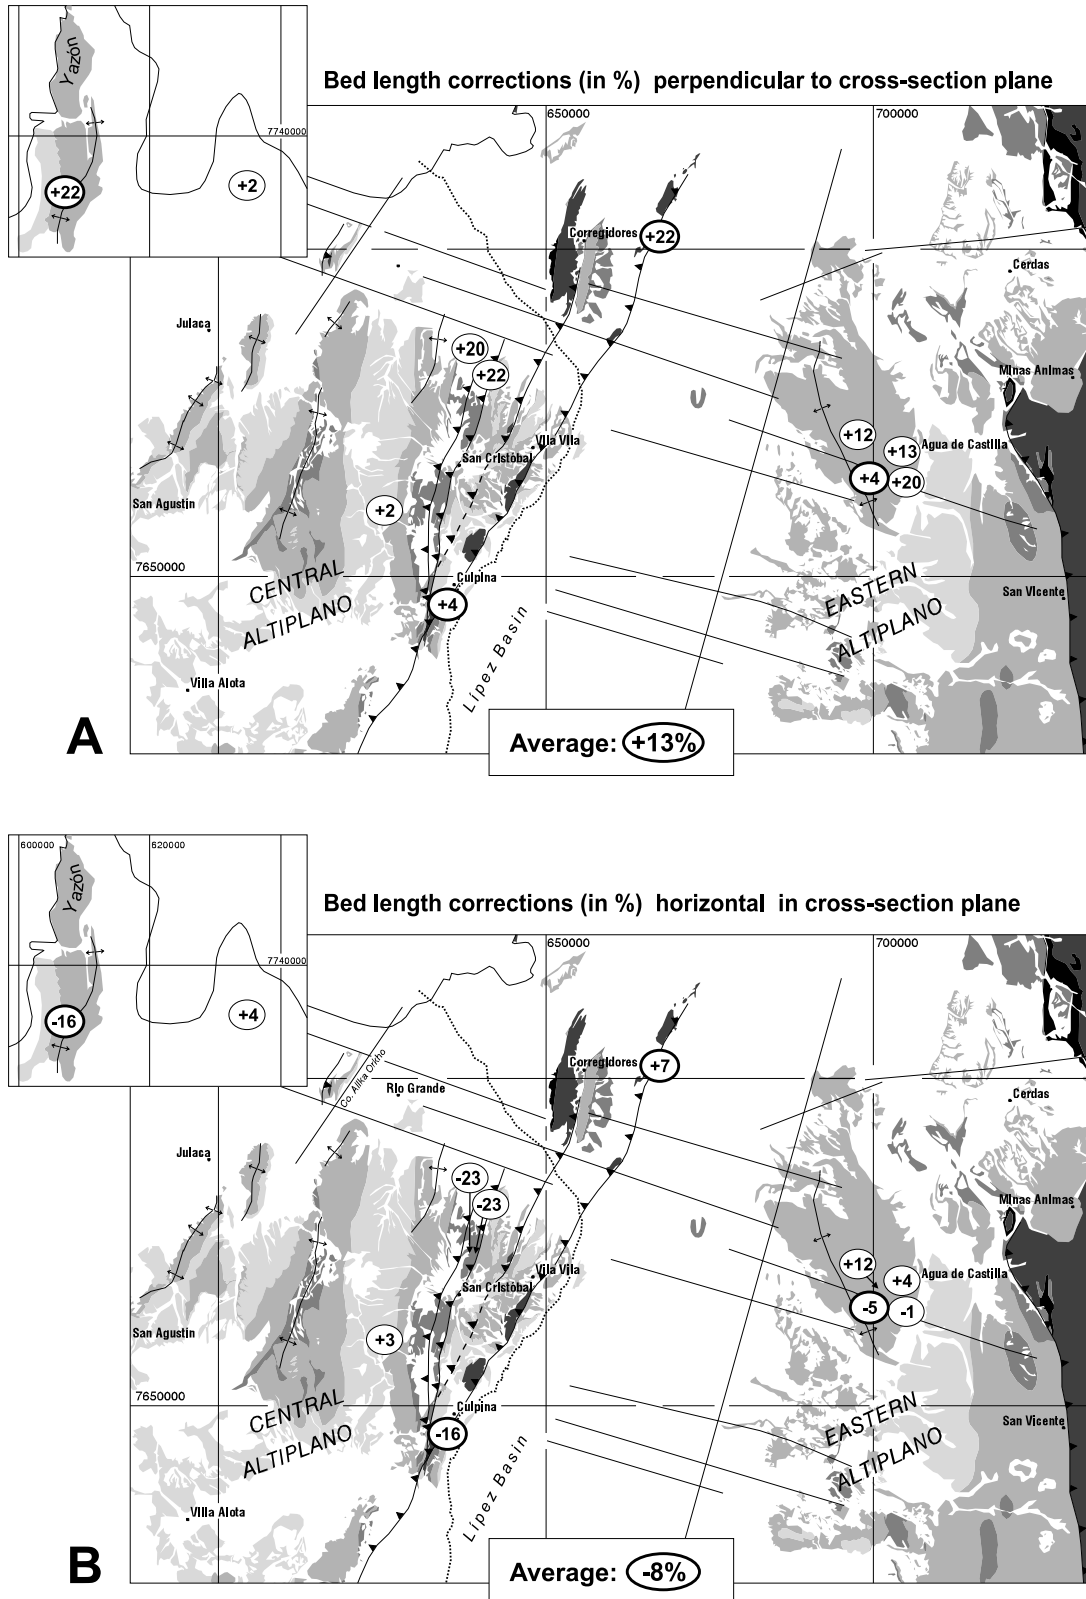 Yazón
7740000
+22
+2
Bed length corrections (in %) perpendicular to cross-section plane
650000
700000
Corregidores
+22
Cerdas
Julaca
+20
+22
Minas Animas
Vila Vila
+12
Agua de Castilla
+13
San Cristóbal
+4
+20
San Agustin
+2
7650000
CENTRAL
ALTIPLANO
Culpina
+4
EASTERN
ALTIPLANO
San Vicente
Lípez Basin
Villa Alota
A
Average: +13%
600000
620000
Yazón
7740000
-16
+4
Bed length corrections (in %) horizontal in cross-section plane
650000
700000
Corregidores
+7
Co. Allka Orkho
Rio Grande
Cerdas
Julaca
-23
-23
Minas Animas
Vila Vila
+12
+4
Agua de Castilla
San Cristóbal
-5
-1
San Agustin
+3
7650000
CENTRAL
ALTIPLANO
Culpina
-16
EASTERN
ALTIPLANO
San Vicente
Lípez Basin
Villa Alota
B
Average: -8%